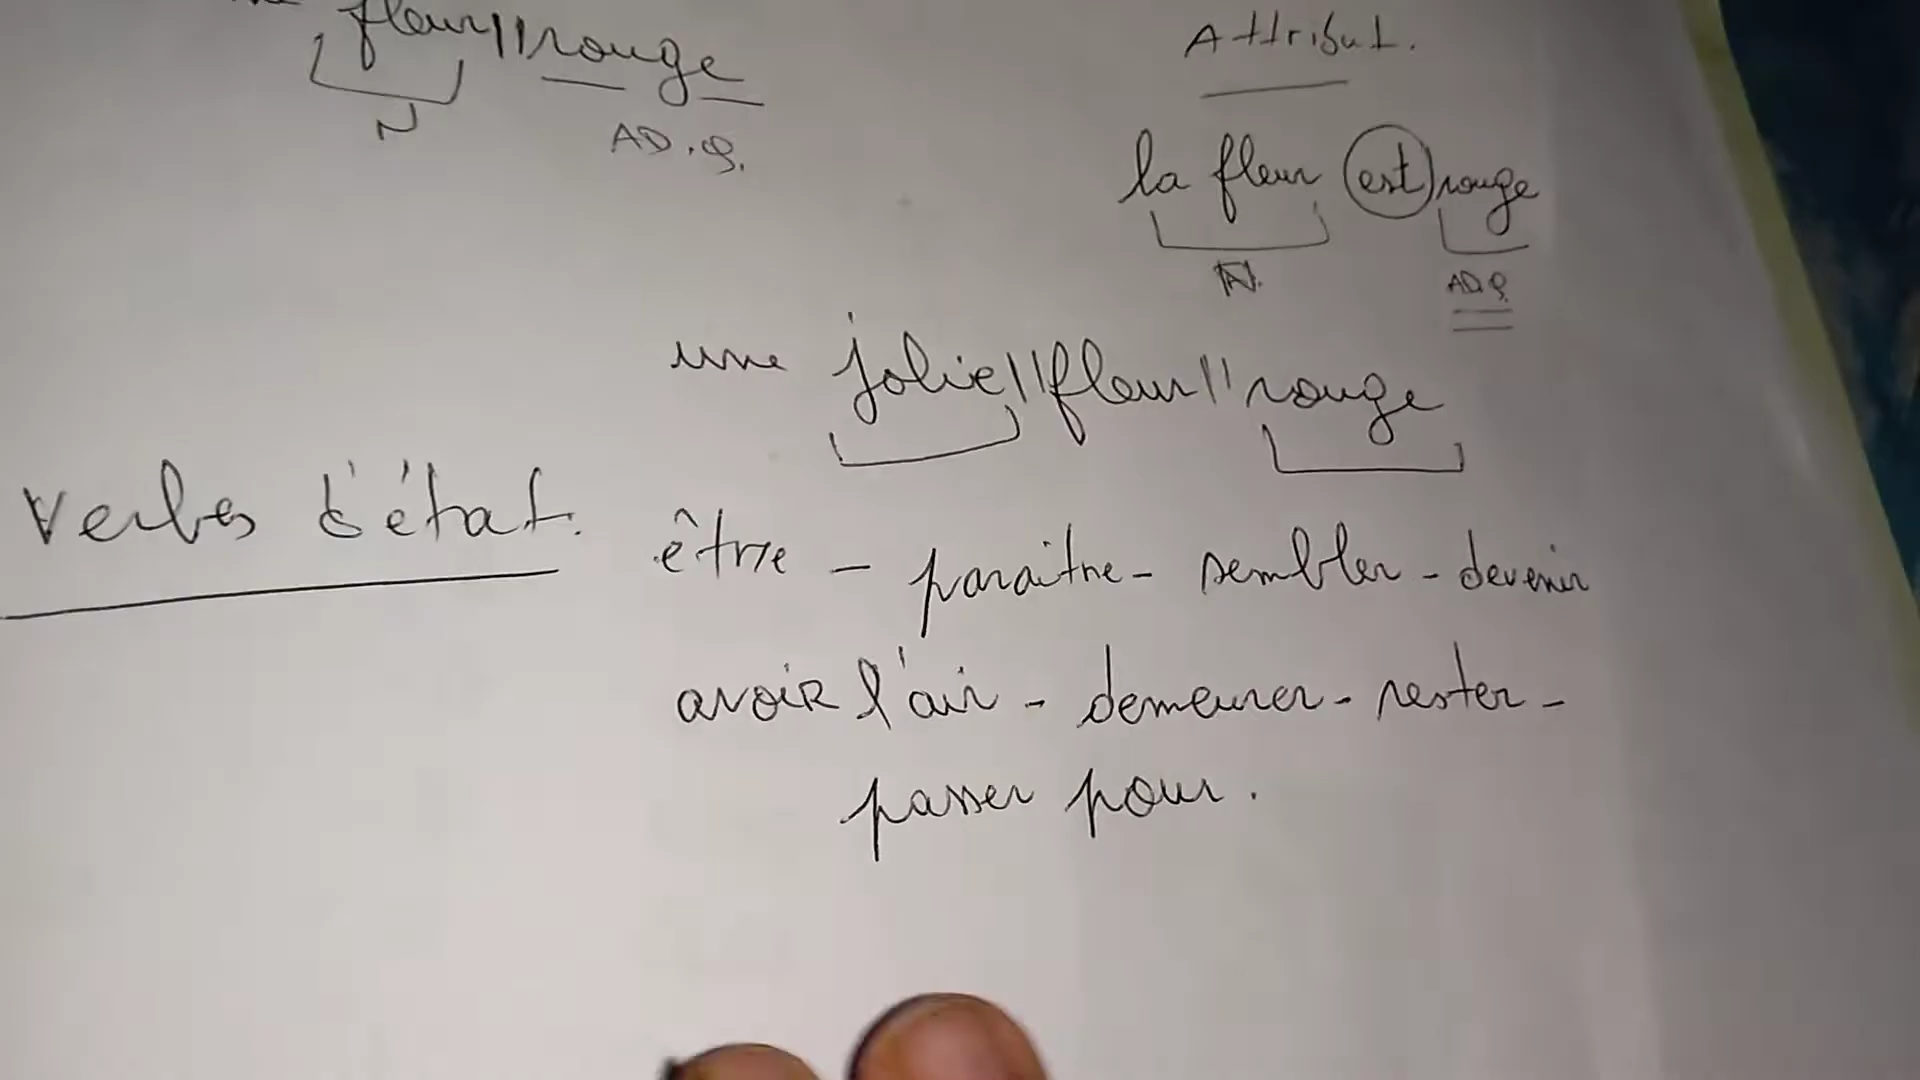 fleur // rouge
N
AD.Q.
Attribut.
la fleur est rouge
N.
AD.Q.
une jolie // fleur // rouge
Verbes d'état.
être - paraitre - sembler - devenir
avoir l'air - demeurer - rester -
passer pour.